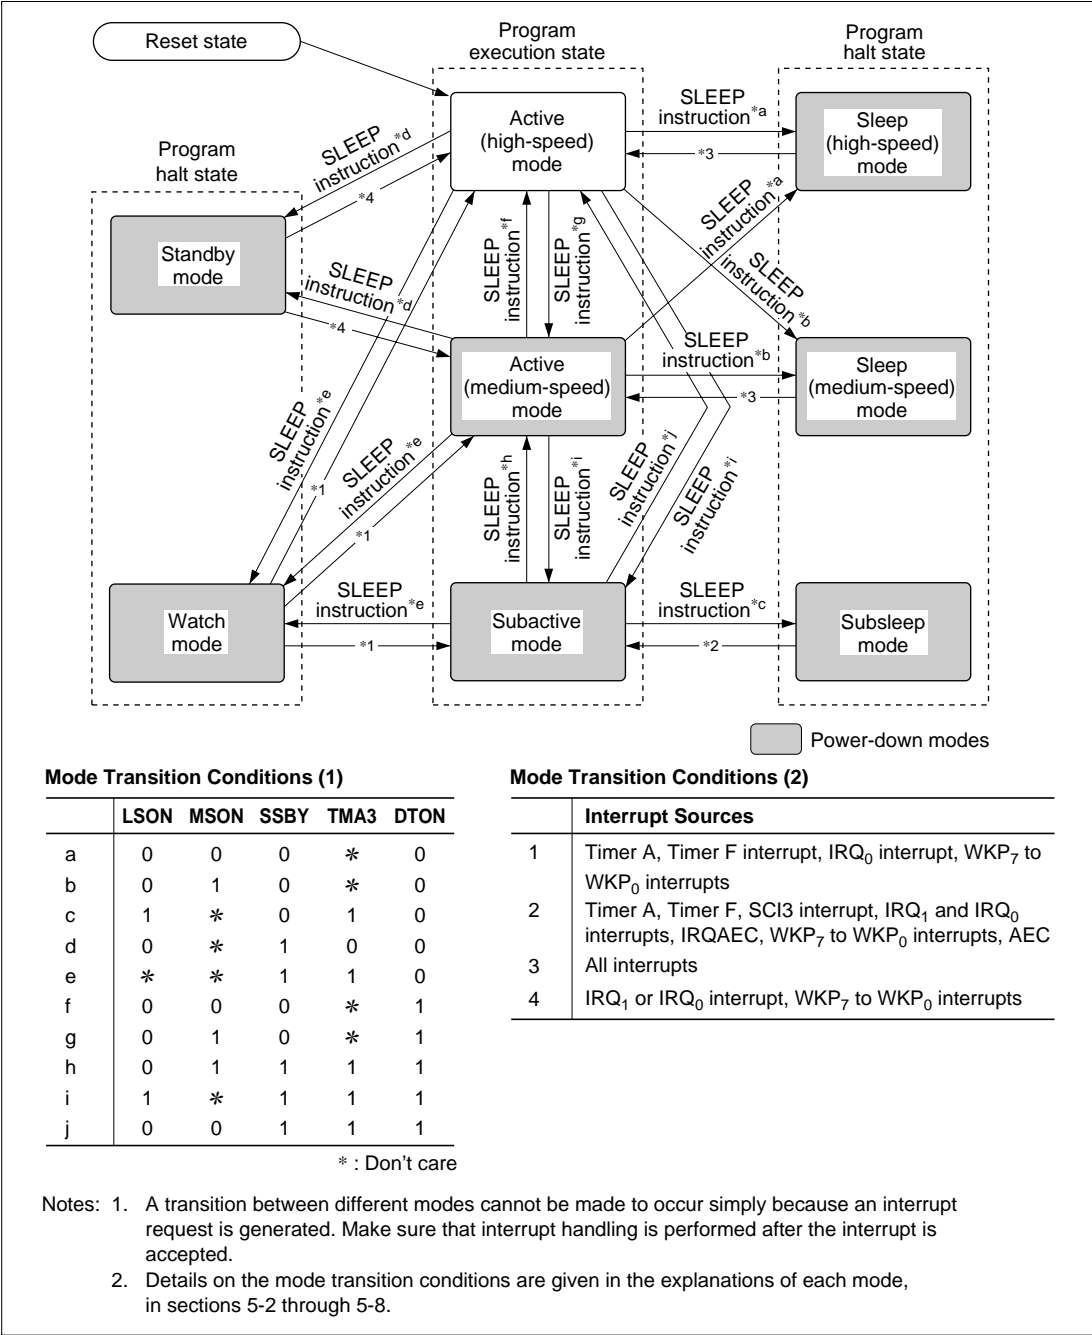 Reset state
Program
execution state
Program
halt state
Program
halt state
Active
(high-speed)
mode
SLEEP
instruction*a
*3
Sleep
(high-speed)
mode
SLEEP
instruction*d
*4
Standby
mode
SLEEP
instruction*d
*4
SLEEP
instruction*f
SLEEP
instruction*g
SLEEP
instruction*a
SLEEP
instruction*b
Active
(medium-speed)
mode
SLEEP
instruction*b
*3
Sleep
(medium-speed)
mode
SLEEP
instruction*e
*1
SLEEP
instruction*e
*1
SLEEP
instruction*h
SLEEP
instruction*i
SLEEP
instruction*j
SLEEP
instruction*i
Watch
mode
SLEEP
instruction*e
*1
Subactive
mode
SLEEP
instruction*c
*2
Subsleep
mode
Power-down modes
Mode Transition Conditions (1)
LSON MSON SSBY TMA3 DTON
a 0 0 0 * 0
b 0 1 0 * 0
c 1 * 0 1 0
d 0 * 1 0 0
e * * 1 1 0
f 0 0 0 * 1
g 0 1 0 * 1
h 0 1 1 1 1
i 1 * 1 1 1
j 0 0 1 1 1
* : Don't care
Mode Transition Conditions (2)
Interrupt Sources
1 Timer A, Timer F interrupt, IRQ0 interrupt, WKP7 to
WKP0 interrupts
2 Timer A, Timer F, SCI3 interrupt, IRQ1 and IRQ0
interrupts, IRQAEC, WKP7 to WKP0 interrupts, AEC
3 All interrupts
4 IRQ1 or IRQ0 interrupt, WKP7 to WKP0 interrupts
Notes: 1. A transition between different modes cannot be made to occur simply because an interrupt
request is generated. Make sure that interrupt handling is performed after the interrupt is
accepted.
2. Details on the mode transition conditions are given in the explanations of each mode,
in sections 5-2 through 5-8.